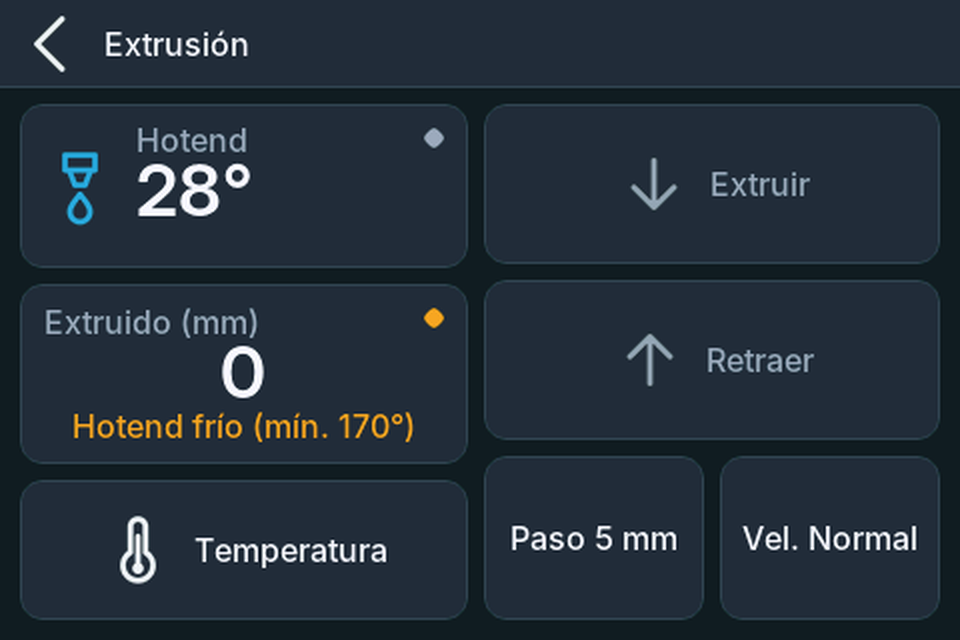 Extrusión
Hotend
28°
Extruir
Extruido (mm)
0
Hotend frío (mín. 170°)
Retraer
Temperatura
Paso 5 mm
Vel. Normal